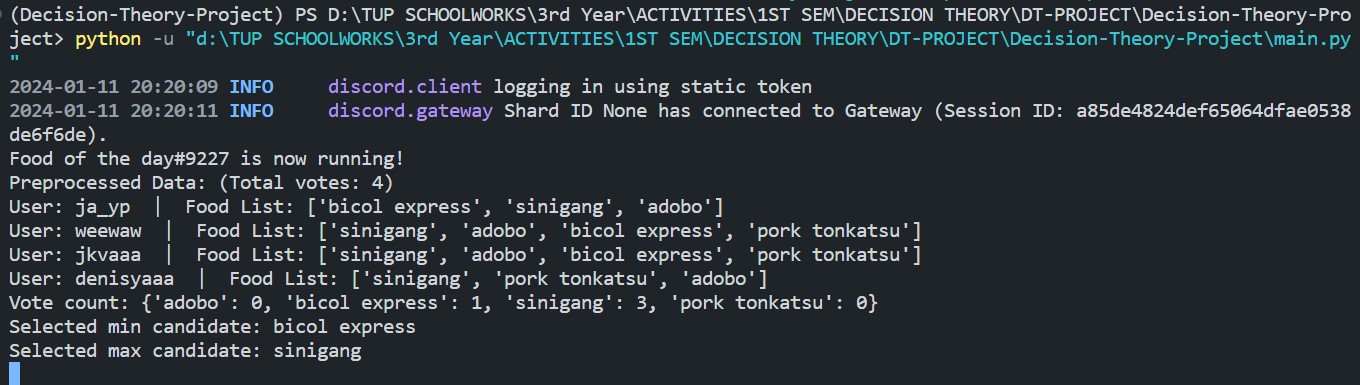 (Decision-Theory-Project) PS D:\TUP SCHOOLWORKS\3rd Year\ACTIVITIES\1ST SEM\DECISION THEORY\DT-PROJECT\Decision-Theory-Pro
ject> python -u "d:\TUP SCHOOLWORKS\3rd Year\ACTIVITIES\1ST SEM\DECISION THEORY\DT-PROJECT\Decision-Theory-Project\main.py
"
2024-01-11 20:20:09 INFO     discord.client logging in using static token
2024-01-11 20:20:11 INFO     discord.gateway Shard ID None has connected to Gateway (Session ID: a85de4824def65064dfae0538
de6f6de).
Food of the day#9227 is now running!
Preprocessed Data: (Total votes: 4)
User: ja_yp  |  Food List: ['bicol express', 'sinigang', 'adobo']
User: weewaw  |  Food List: ['sinigang', 'adobo', 'bicol express', 'pork tonkatsu']
User: jkvaaa  |  Food List: ['sinigang', 'adobo', 'bicol express', 'pork tonkatsu']
User: denisyaaa  |  Food List: ['sinigang', 'pork tonkatsu', 'adobo']
Vote count: {'adobo': 0, 'bicol express': 1, 'sinigang': 3, 'pork tonkatsu': 0}
Selected min candidate: bicol express
Selected max candidate: sinigang